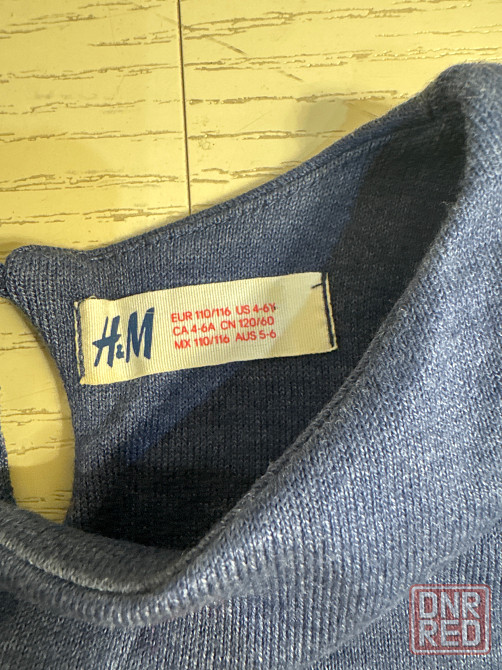 H&M
EUR 110/116 US 4-6Y
CA 4-6A CN 120/60
MX 110/116 AUS 5-6
DNR
RED